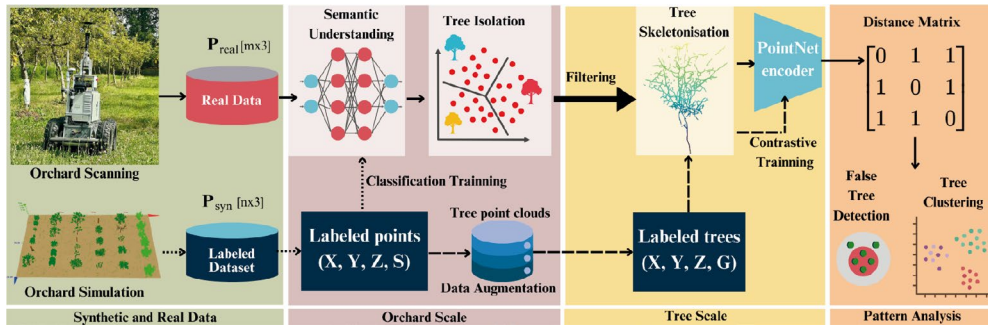 P_real [mx3]
Real Data
Orchard Scanning
P_syn [nx3]
Labeled
Dataset
Orchard Simulation
Synthetic and Real Data
Semantic
Understanding
Tree Isolation
Classification Trainning
Labeled points
(X, Y, Z, S)
Tree point clouds
Data Augmentation
Orchard Scale
Filtering
Tree
Skeletonisation
PointNet
encoder
Contrastive
Trainning
Labeled trees
(X, Y, Z, G)
Tree Scale
Distance Matrix
0 1 1
1 0 1
1 1 0
False
Tree
Detection
Tree
Clustering
Pattern Analysis